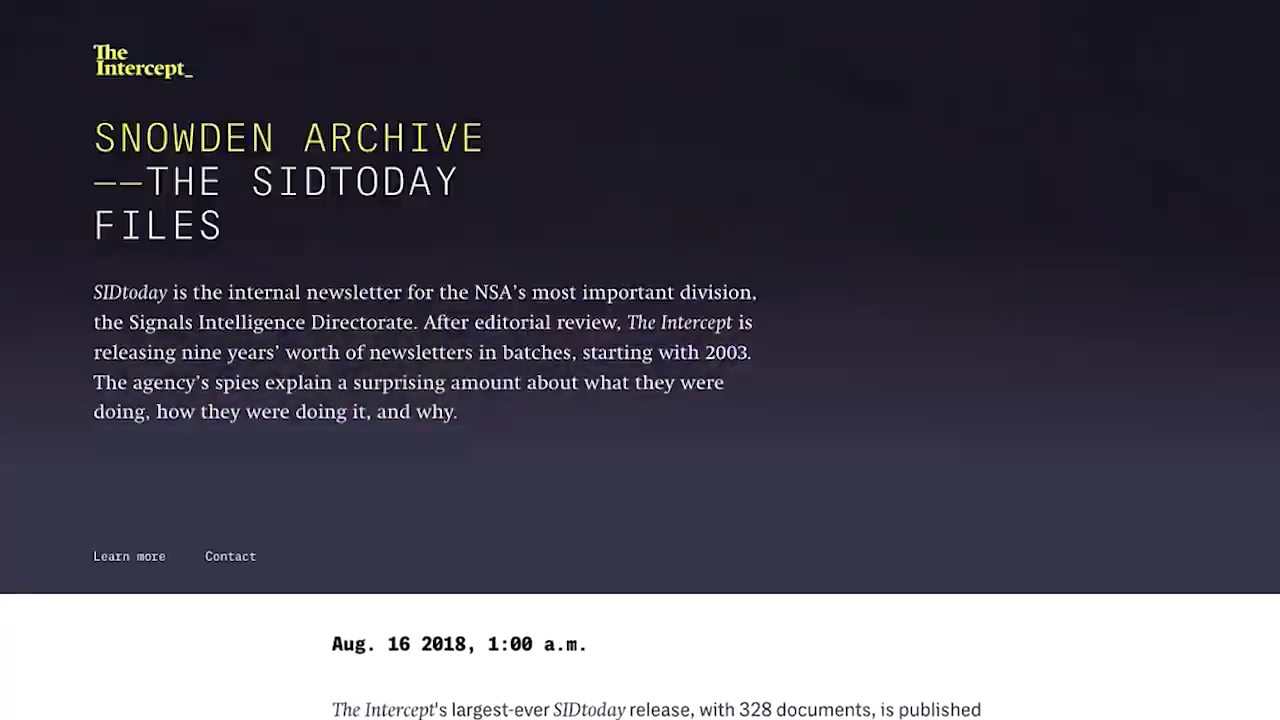 The
Intercept_
SNOWDEN ARCHIVE
——THE SIDTODAY
FILES
SIDtoday is the internal newsletter for the NSA’s most important division,
the Signals Intelligence Directorate. After editorial review, The Intercept is
releasing nine years’ worth of newsletters in batches, starting with 2003.
The agency’s spies explain a surprising amount about what they were
doing, how they were doing it, and why.
Learn more Contact
Aug. 16 2018, 1:00 a.m.
The Intercept's largest-ever SIDtoday release, with 328 documents, is published